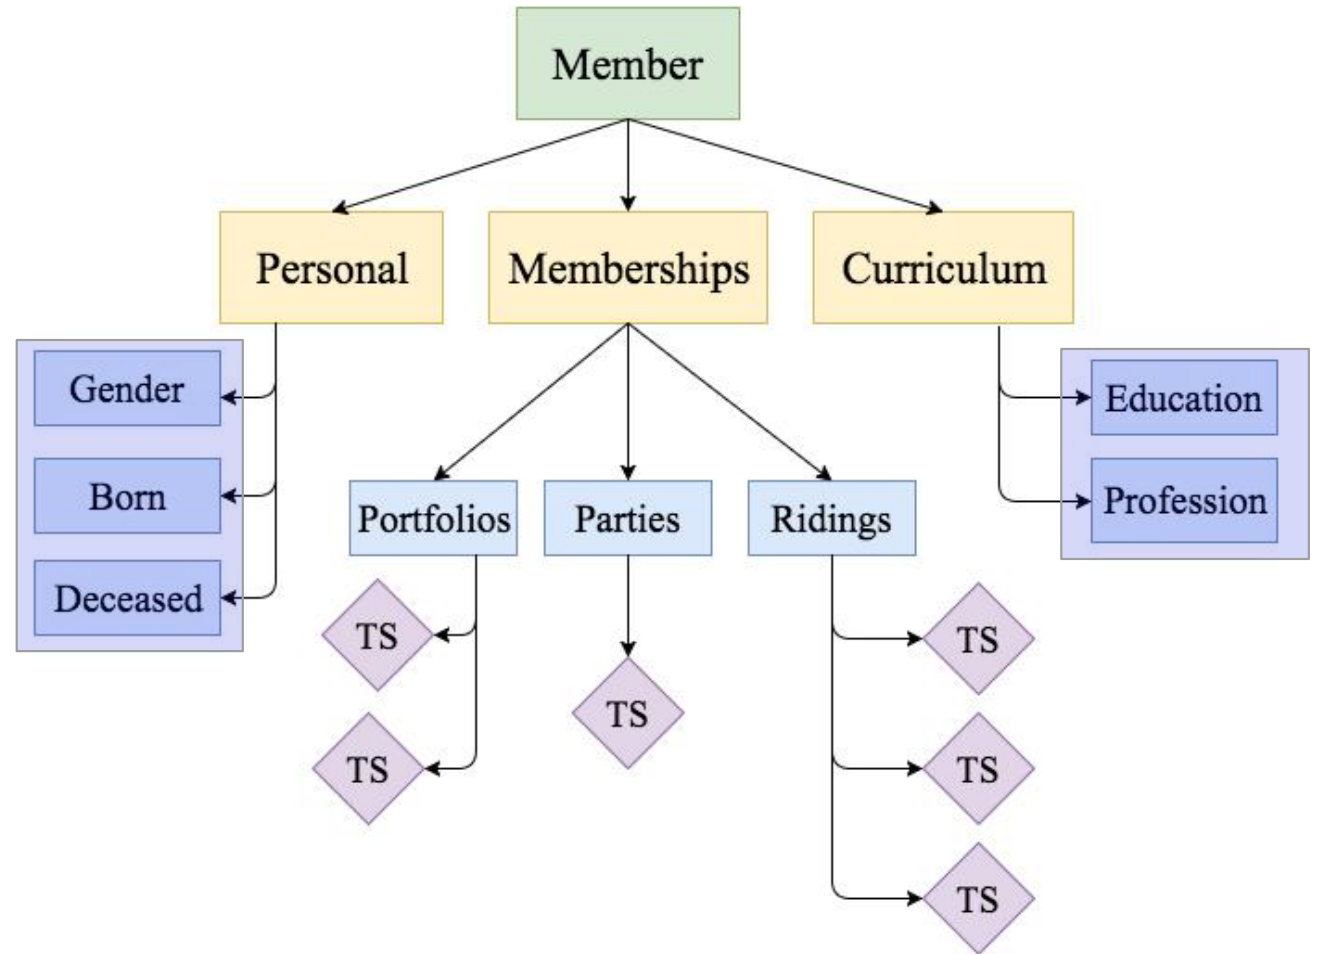 Member
Personal
Memberships
Curriculum
Gender
Born
Deceased
Portfolios
Parties
Ridings
Education
Profession
TS
TS
TS
TS
TS
TS